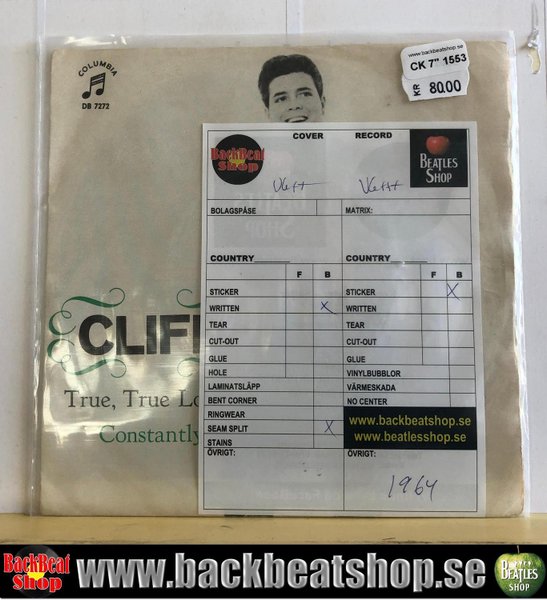 www.backbeatshop.se
CK 7" 1553
KR 80.00
COLUMBIA
DB 7272
COVER RECORD
BackBeat Shop
BEATLES SHOP
BOLAGSPÅSE MATRIX:
COUNTRY COUNTRY
F B F B
STICKER STICKER X
WRITTEN X WRITTEN
TEAR TEAR
CUT-OUT CUT-OUT
GLUE GLUE
HOLE VINYLBUBBLOR
LAMINATSLÄPP VÄRMESKADA
BENT CORNER NO CENTER
RINGWEAR www.backbeatshop.se
SEAM SPLIT X www.beatlesshop.se
STAINS
ÖVRIGT: ÖVRIGT:
1964
CLIF
True, True Lo
Constantly
BackBeat Shop www.backbeatshop.se BEATLES SHOP